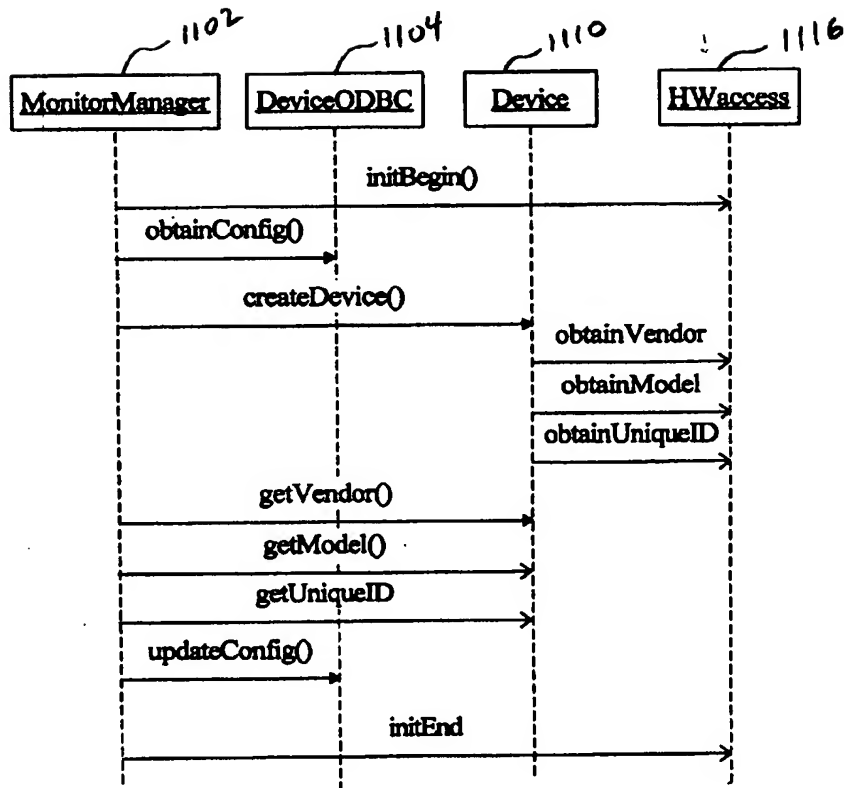 1102 1104 1110 1116
MonitorManager DeviceODBC Device HWaccess
initBegin()
obtainConfig()
createDevice()
obtainVendor
obtainModel
obtainUniqueID
getVendor()
getModel()
getUniqueID
updateConfig()
initEnd